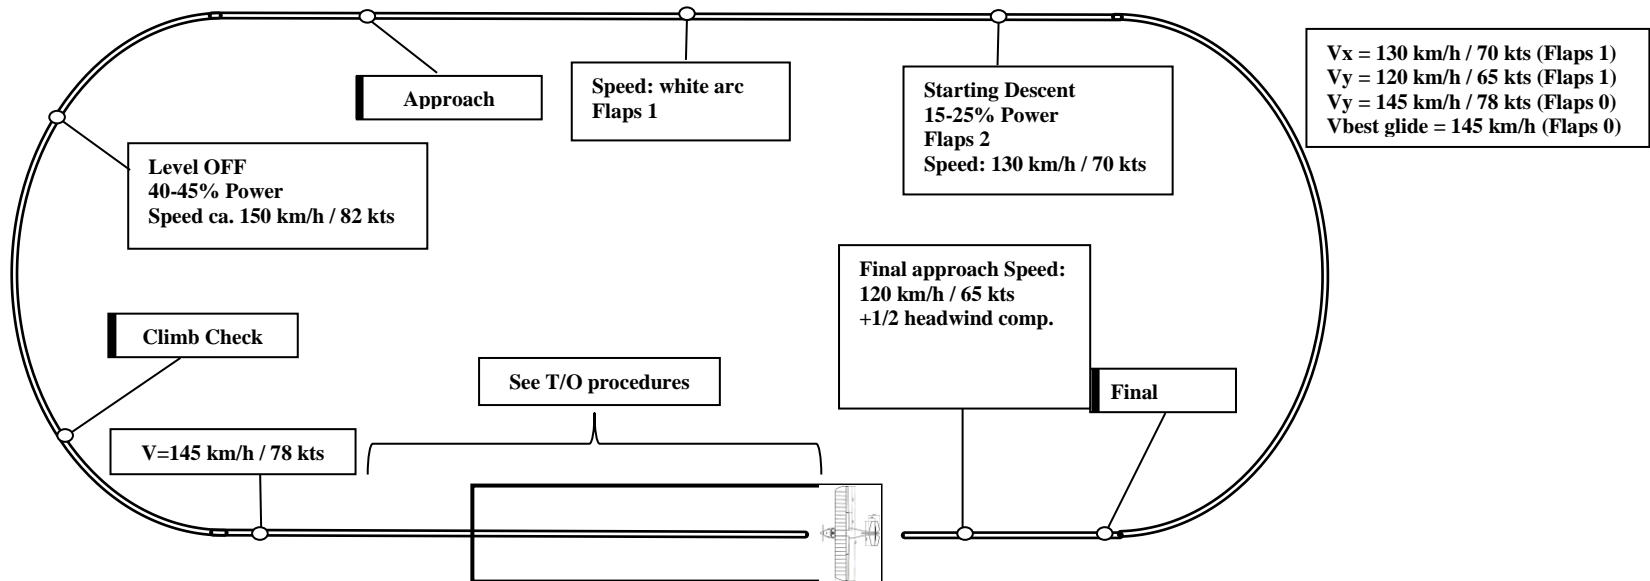 Approach
Speed: white arc
Flaps 1
Starting Descent
15-25% Power
Flaps 2
Speed: 130 km/h / 70 kts
Vx = 130 km/h / 70 kts (Flaps 1)
Vy = 120 km/h / 65 kts (Flaps 1)
Vy = 145 km/h / 78 kts (Flaps 0)
Vbest glide = 145 km/h (Flaps 0)
Level OFF
40-45% Power
Speed ca. 150 km/h / 82 kts
Final approach Speed:
120 km/h / 65 kts
+1/2 headwind comp.
Climb Check
See T/O procedures
Final
V=145 km/h / 78 kts